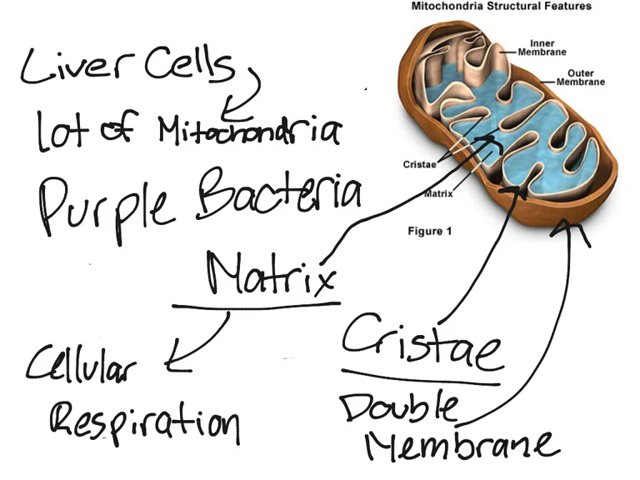 Mitochondria Structural Features
Inner
Membrane
Outer
Membrane
Cristae
Matrix
Figure 1
Liver Cells
Lot of Mitochondria
Purple Bacteria
Matrix
Cellular
Respiration
Cristae
Double
Membrane